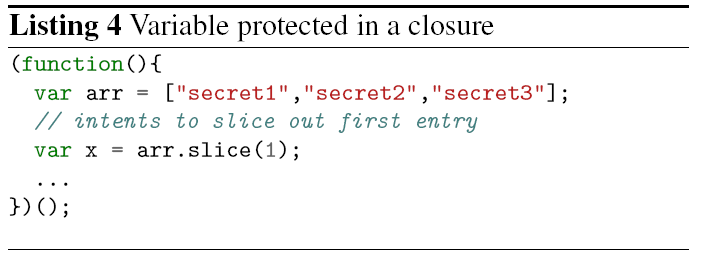 Listing 4 Variable protected in a closure
(function(){
  var arr = ["secret1","secret2","secret3"];
  // intents to slice out first entry
  var x = arr.slice(1);
  ...
})();